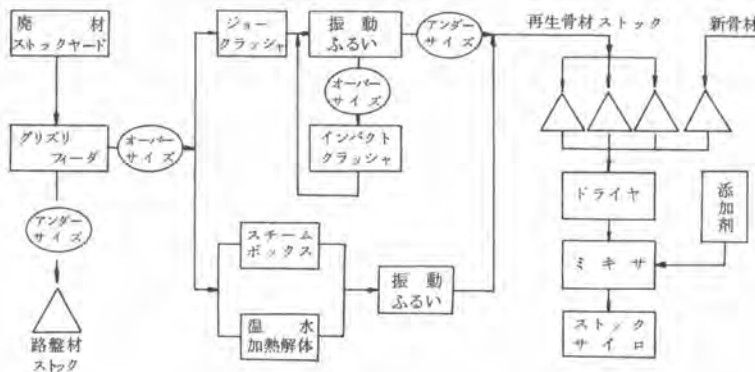 廃材
ストックヤード
グリズリ
フィーダ
オーバー
サイズ
アンダー
サイズ
路盤材
ストック
ジョー
クラッシャ
振動
ふるい
アンダー
サイズ
オーバー
サイズ
インパクト
クラッシャ
スチーム
ボックス
温水
加熱解体
振動
ふるい
再生骨材ストック
新骨材
ドライヤ
添加剤
ミキサ
ストック
サイロ